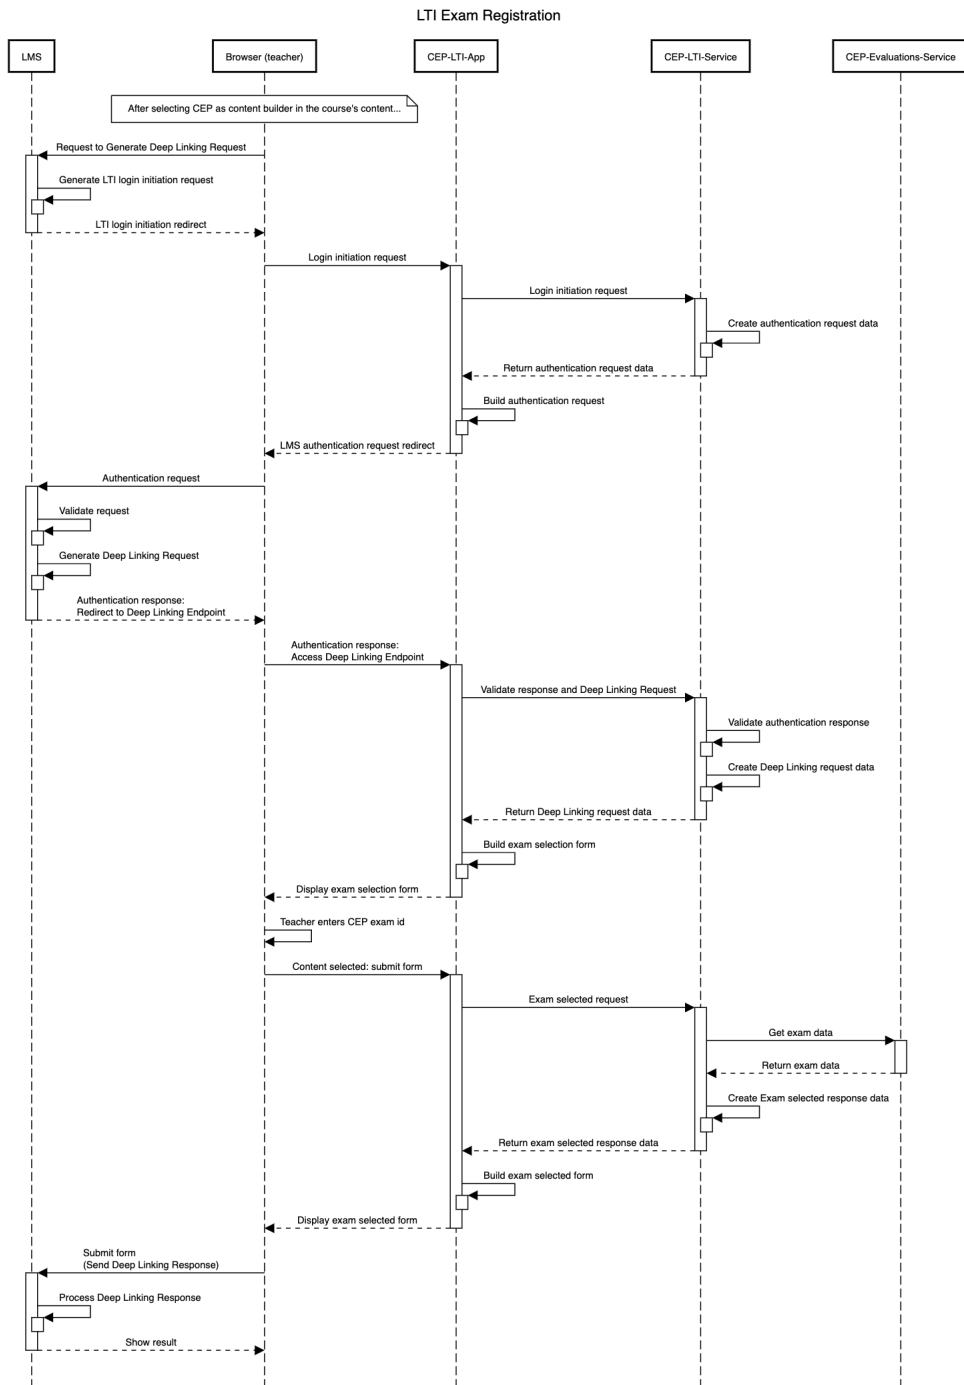 LTI Exam Registration
LMS
Browser (teacher)
CEP-LTI-App
CEP-LTI-Service
CEP-Evaluations-Service
After selecting CEP as content builder in the course's content...
Request to Generate Deep Linking Request
Generate LTI login initiation request
LTI login initiation redirect
Login initiation request
Login initiation request
Create authentication request data
Return authentication request data
Build authentication request
LMS authentication request redirect
Authentication request
Validate request
Generate Deep Linking Request
Authentication response:
Redirect to Deep Linking Endpoint
Authentication response:
Access Deep Linking Endpoint
Validate response and Deep Linking Request
Validate authentication response
Create Deep Linking request data
Return Deep Linking request data
Build exam selection form
Display exam selection form
Teacher enters CEP exam id
Content selected: submit form
Exam selected request
Get exam data
Return exam data
Create Exam selected response data
Return exam selected response data
Build exam selected form
Display exam selected form
Submit form
(Send Deep Linking Response)
Process Deep Linking Response
Show result